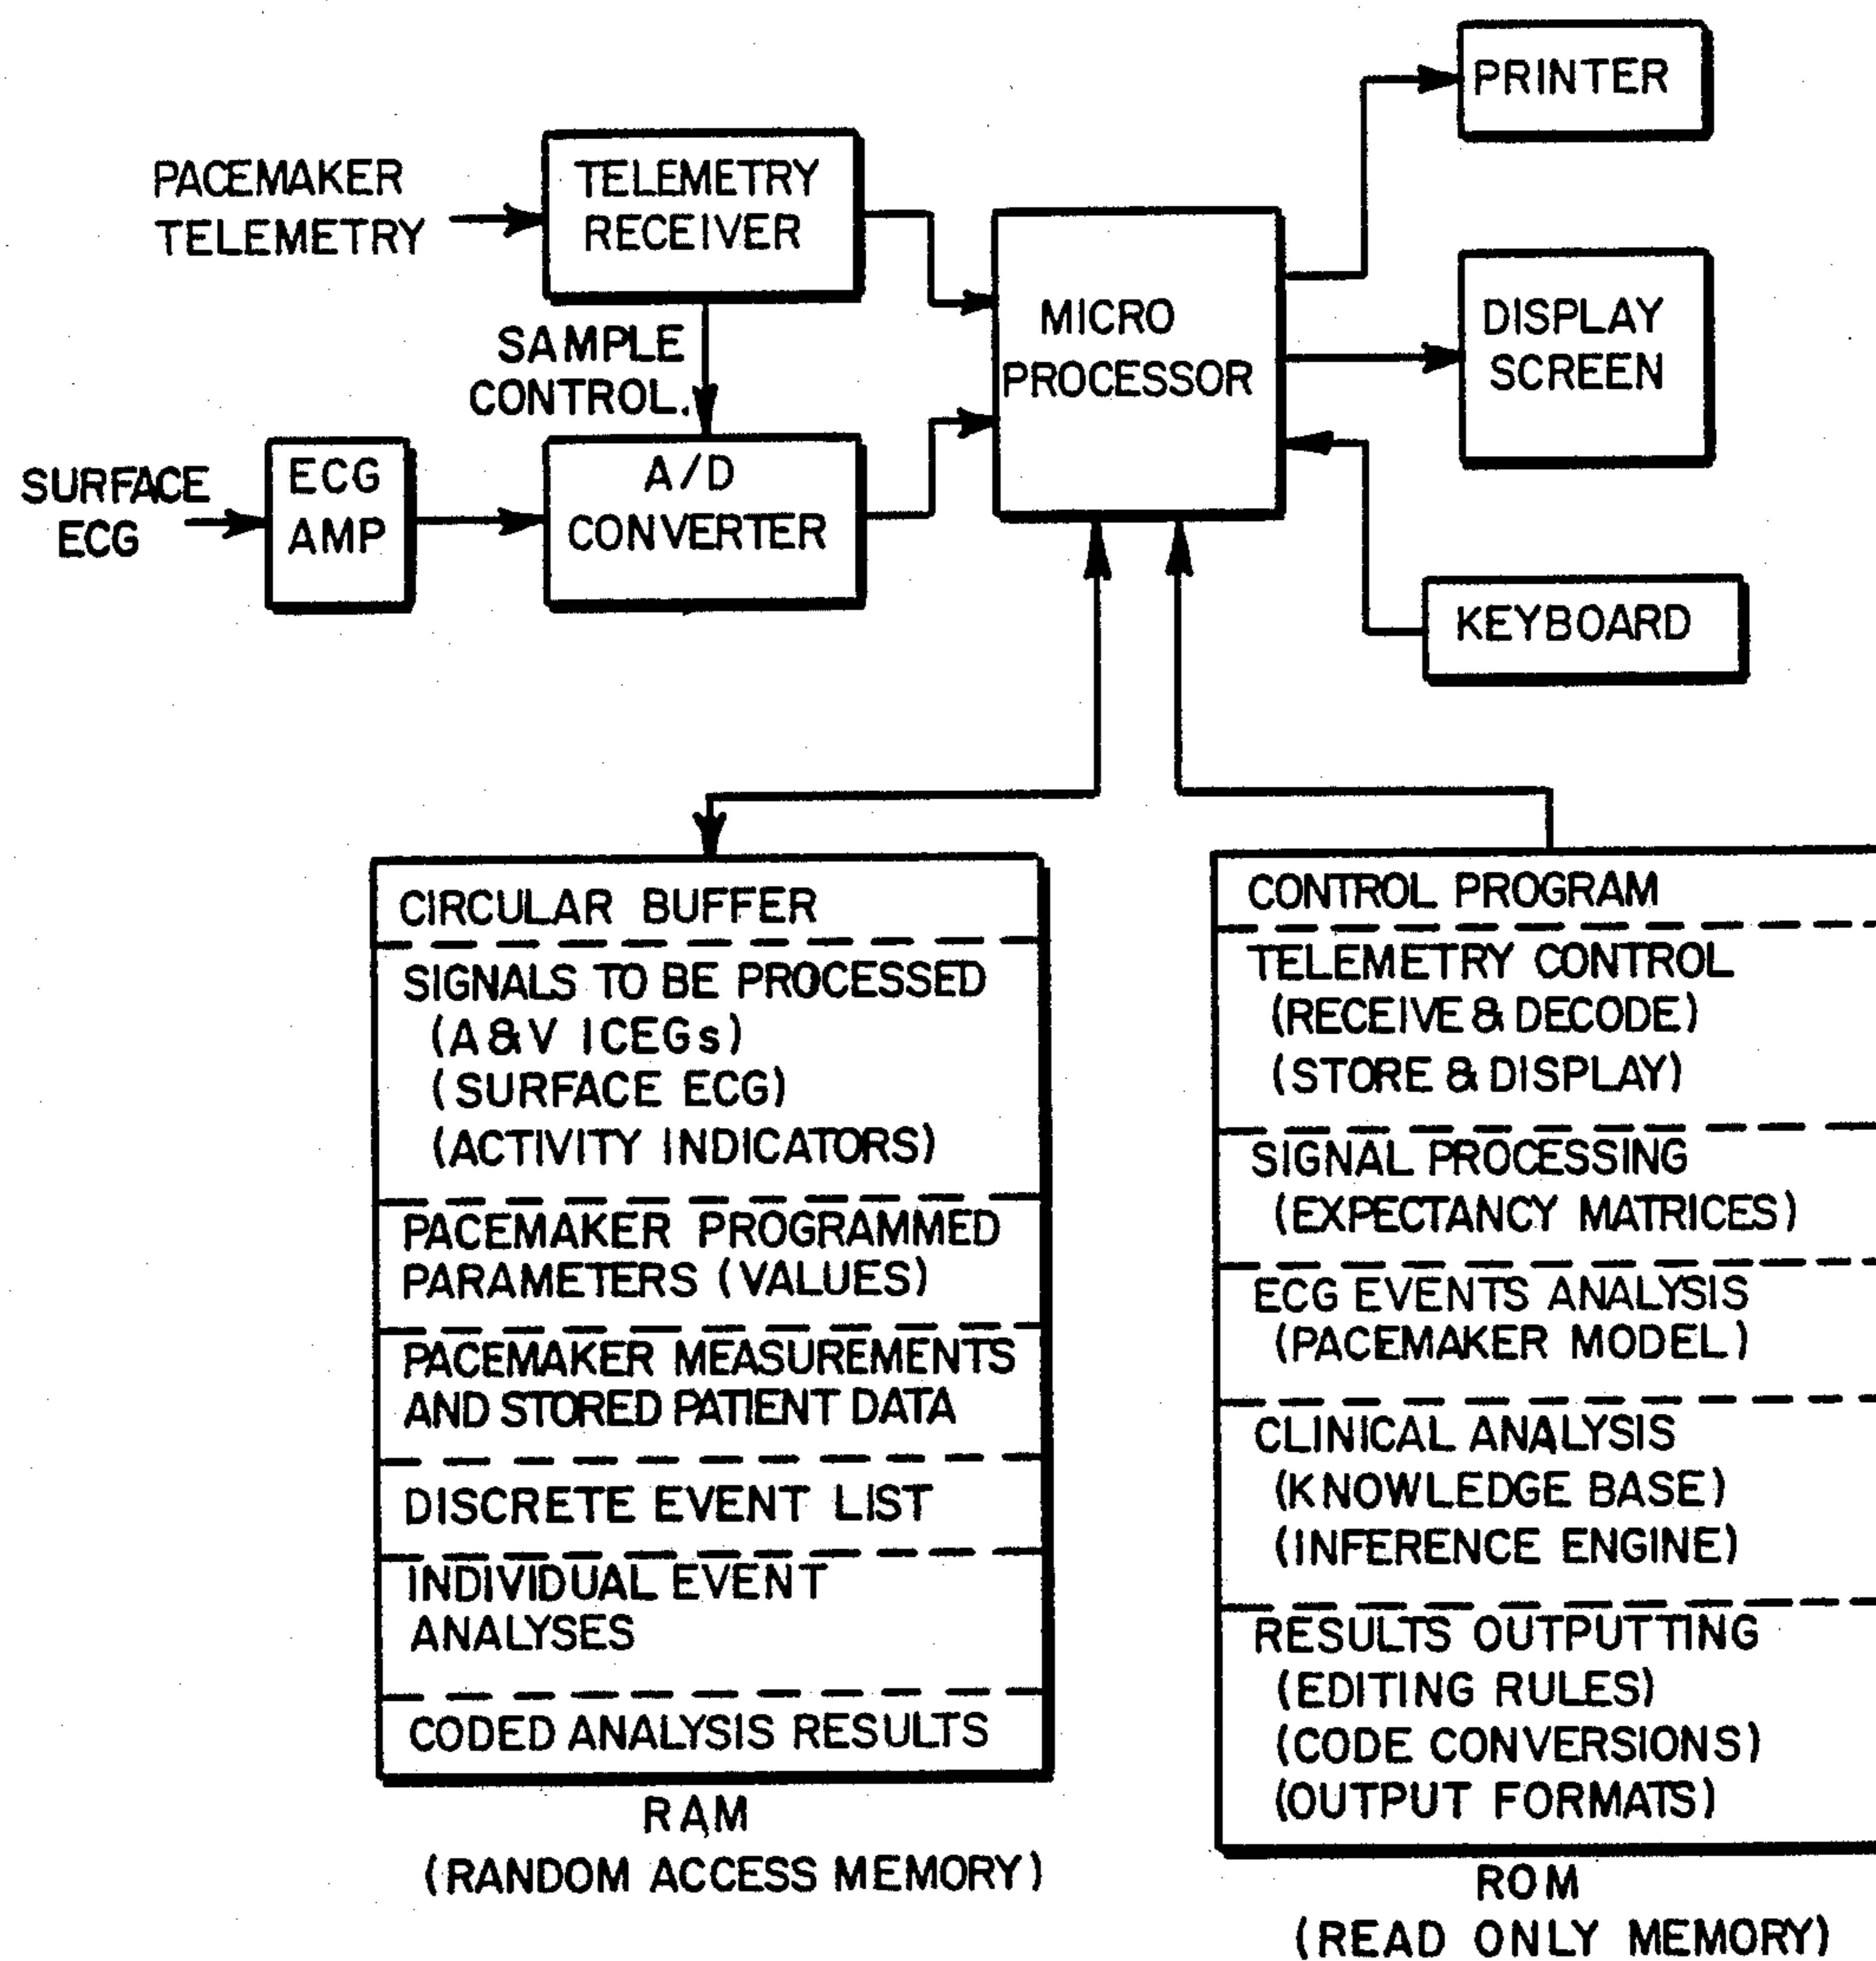 PRINTER
PACEMAKER
TELEMETRY
TELEMETRY
RECEIVER
MICRO
PROCESSOR
DISPLAY
SCREEN
SAMPLE
CONTROL.
SURFACE
ECG
ECG
AMP
A/D
CONVERTER
KEYBOARD
CIRCULAR BUFFER
SIGNALS TO BE PROCESSED
(A&V ICEGs)
(SURFACE ECG)
(ACTIVITY INDICATORS)
PACEMAKER PROGRAMMED
PARAMETERS (VALUES)
PACEMAKER MEASUREMENTS
AND STORED PATIENT DATA
DISCRETE EVENT LIST
INDIVIDUAL EVENT
ANALYSES
CODED ANALYSIS RESULTS
RAM
(RANDOM ACCESS MEMORY)
CONTROL PROGRAM
TELEMETRY CONTROL
(RECEIVE & DECODE)
(STORE & DISPLAY)
SIGNAL PROCESSING
(EXPECTANCY MATRICES)
ECG EVENTS ANALYSIS
(PACEMAKER MODEL)
CLINICAL ANALYSIS
(KNOWLEDGE BASE)
(INFERENCE ENGINE)
RESULTS OUTPUTTING
(EDITING RULES)
(CODE CONVERSIONS)
(OUTPUT FORMATS)
ROM
(READ ONLY MEMORY)